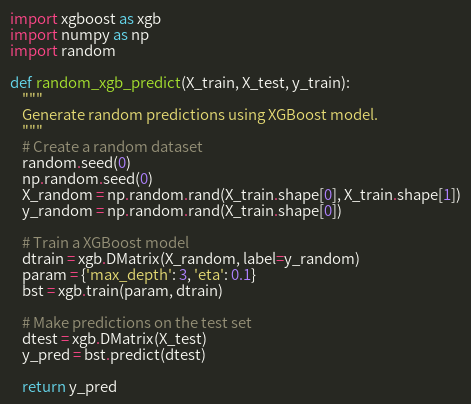 import xgboost as xgb
import numpy as np
import random

def random_xgb_predict(X_train, X_test, y_train):
    """
    Generate random predictions using XGBoost model.
    """
    # Create a random dataset
    random.seed(0)
    np.random.seed(0)
    X_random = np.random.rand(X_train.shape[0], X_train.shape[1])
    y_random = np.random.rand(X_train.shape[0])

    # Train a XGBoost model
    dtrain = xgb.DMatrix(X_random, label=y_random)
    param = {'max_depth': 3, 'eta': 0.1}
    bst = xgb.train(param, dtrain)

    # Make predictions on the test set
    dtest = xgb.DMatrix(X_test)
    y_pred = bst.predict(dtest)

    return y_pred